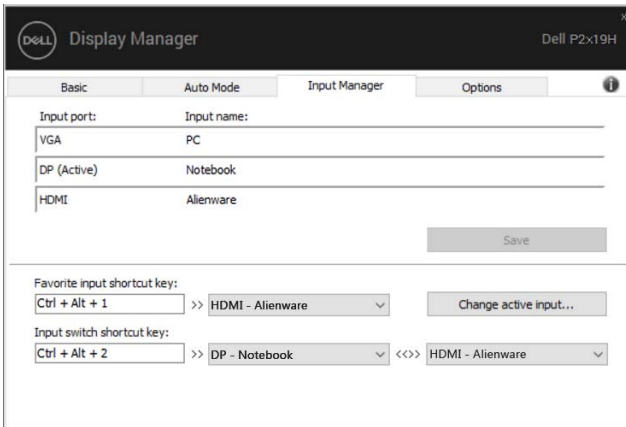 DELL Display Manager Dell P2x19H
Basic Auto Mode Input Manager Options
Input port: Input name:
VGA PC
DP (Active) Notebook
HDMI Alienware
Save
Favorite input shortcut key:
Ctrl + Alt + 1 >> HDMI - Alienware Change active input...
Input switch shortcut key:
Ctrl + Alt + 2 >> DP - Notebook <<>> HDMI - Alienware